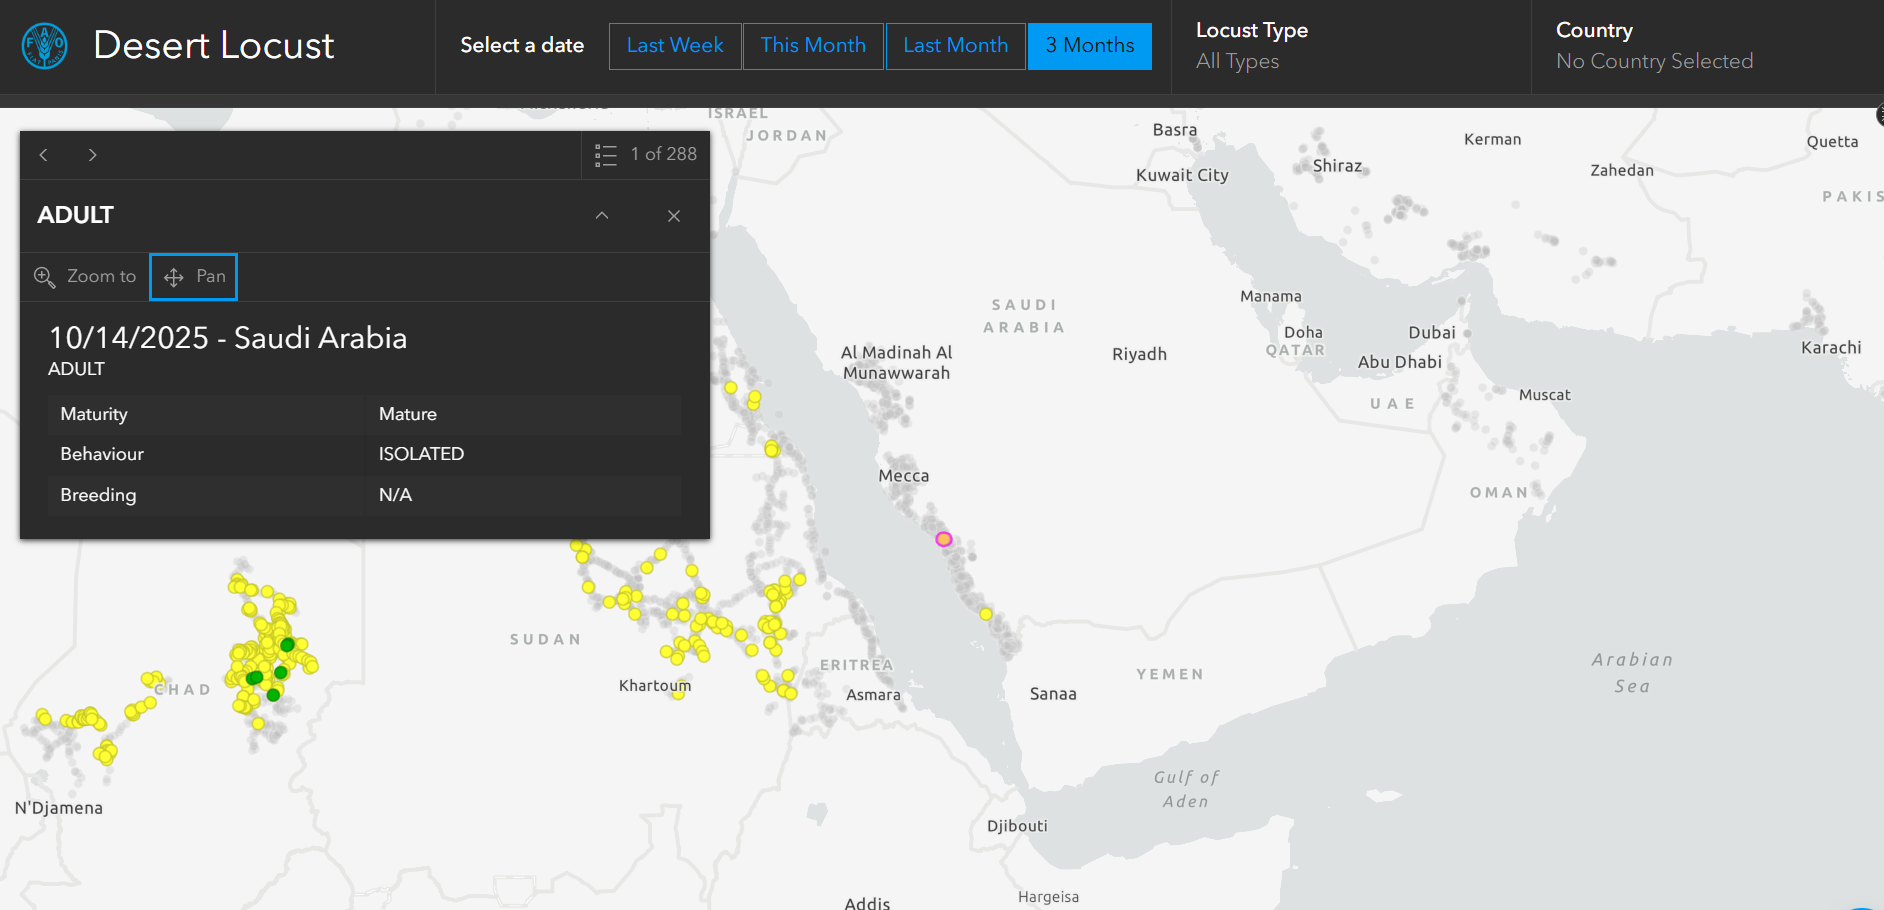 FAO
Desert Locust
Select a date
Last Week
This Month
Last Month
3 Months
Locust Type
All Types
Country
No Country Selected
1 of 288
ADULT
Zoom to
Pan
10/14/2025 - Saudi Arabia
ADULT
Maturity
Mature
Behaviour
ISOLATED
Breeding
N/A
ISRAEL
JORDAN
Basra
Kuwait City
Shiraz
Kerman
Zahedan
Quetta
PAKIS
SAUDI
ARABIA
Manama
Doha
QATAR
Dubai
Abu Dhabi
Karachi
Al Madinah Al
Munawwarah
Riyadh
UAE
Muscat
Mecca
OMAN
SUDAN
CHAD
Khartoum
ERITREA
Asmara
YEMEN
Sanaa
Arabian
Sea
Gulf of
Aden
N'Djamena
Djibouti
Addis
Hargeisa